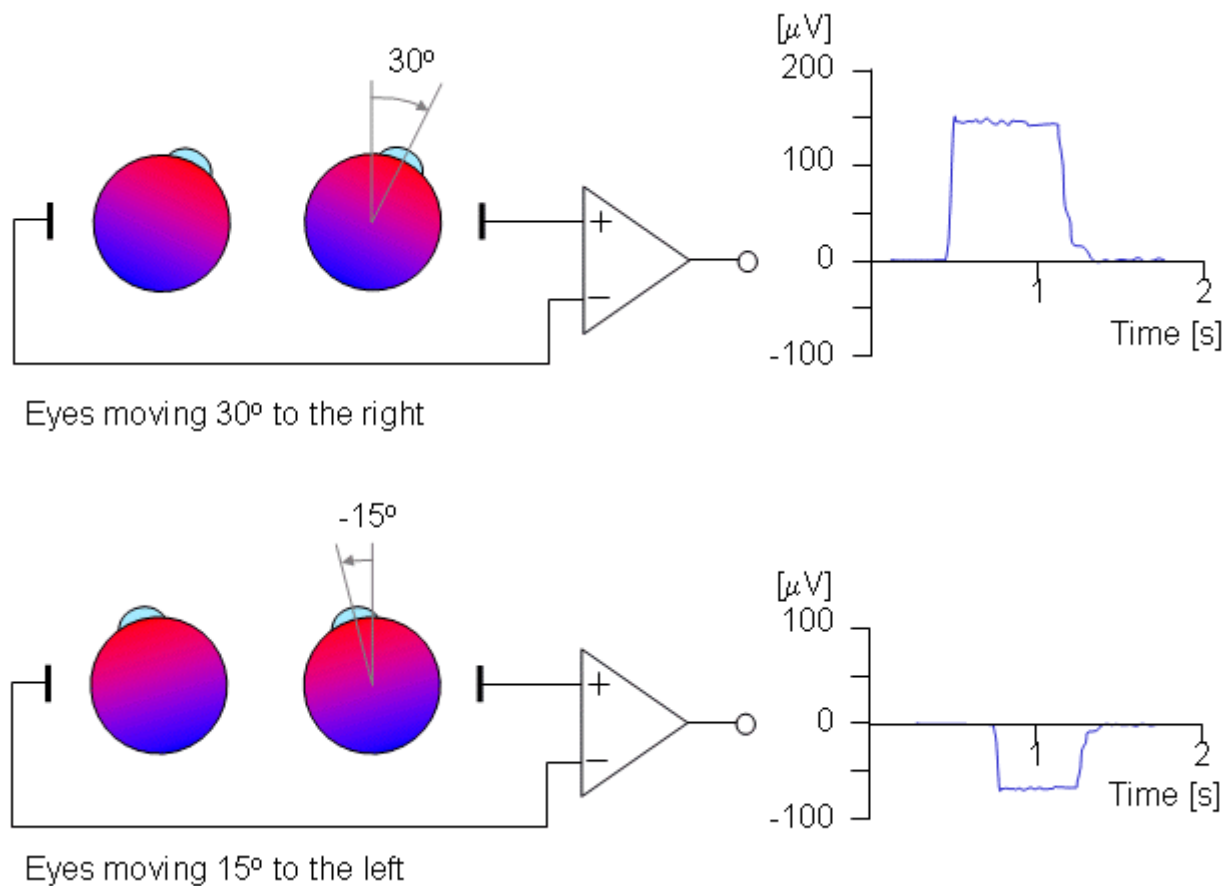 [µV]
200
30º
100
+
0
−
1
2
Time [s]
-100
Eyes moving 30º to the right
-15º
[µV]
100
+
0
−
1
2
Time [s]
-100
Eyes moving 15º to the left